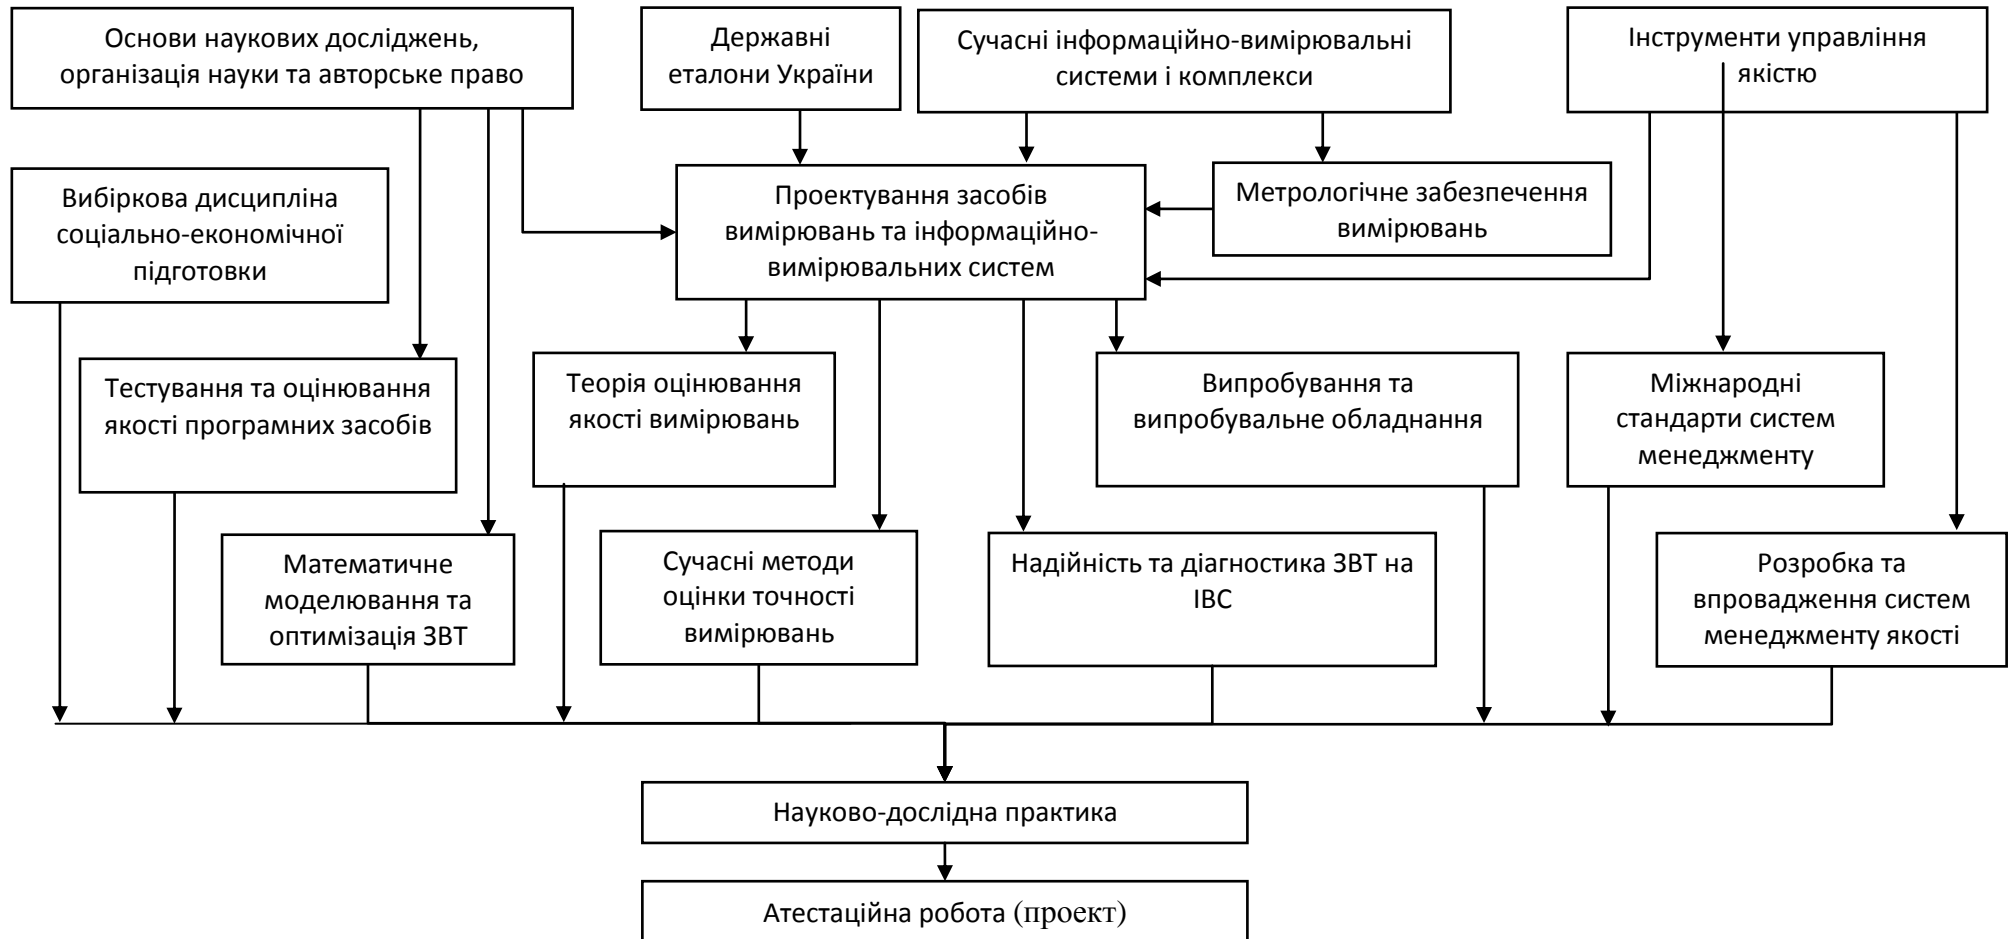 Основи наукових досліджень,
організація науки та авторське право
Державні
еталони України
Сучасні інформаційно-вимірювальні
системи і комплекси
Інструменти управління
якістю
Вибіркова дисципліна
соціально-економічної
підготовки
Проектування засобів
вимірювань та інформаційно-
вимірювальних систем
Метрологічне забезпечення
вимірювань
Тестування та оцінювання
якості програмних засобів
Теорія оцінювання
якості вимірювань
Випробування та
випробувальне обладнання
Міжнародні
стандарти систем
менеджменту
Математичне
моделювання та
оптимізація ЗВТ
Сучасні методи
оцінки точності
вимірювань
Надійність та діагностика ЗВТ на
ІВС
Розробка та
впровадження систем
менеджменту якості
Науково-дослідна практика
Атестаційна робота (проект)